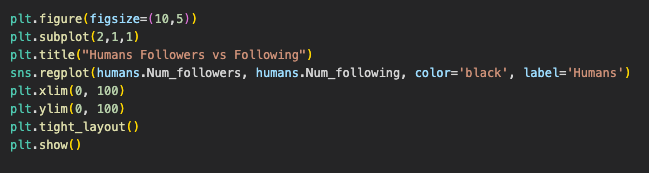 plt.figure(figsize=(10,5))
plt.subplot(2,1,1)
plt.title("Humans Followers vs Following")
sns.regplot(humans.Num_followers, humans.Num_following, color='black', label='Humans')
plt.xlim(0, 100)
plt.ylim(0, 100)
plt.tight_layout()
plt.show()